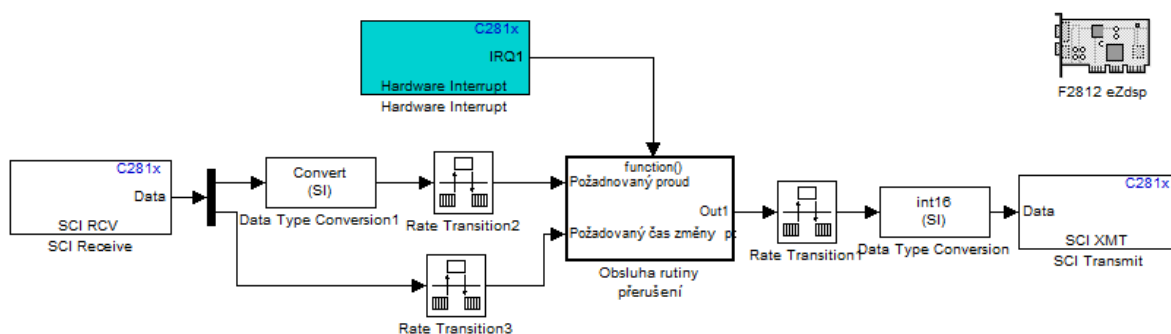 C281x
IRQ1
Hardware Interrupt
Hardware Interrupt
F2812 eZdsp
C281x
Data
SCI RCV
SCI Receive
Convert
(SI)
Data Type Conversion1
Rate Transition2
Rate Transition3
function()
Požadnovaný proud
Out1
Požadovaný čas změny po
Obsluha rutiny
přerušení
Rate Transition1
int16
(SI)
Data Type Conversion
C281x
Data
SCI XMT
SCI Transmit